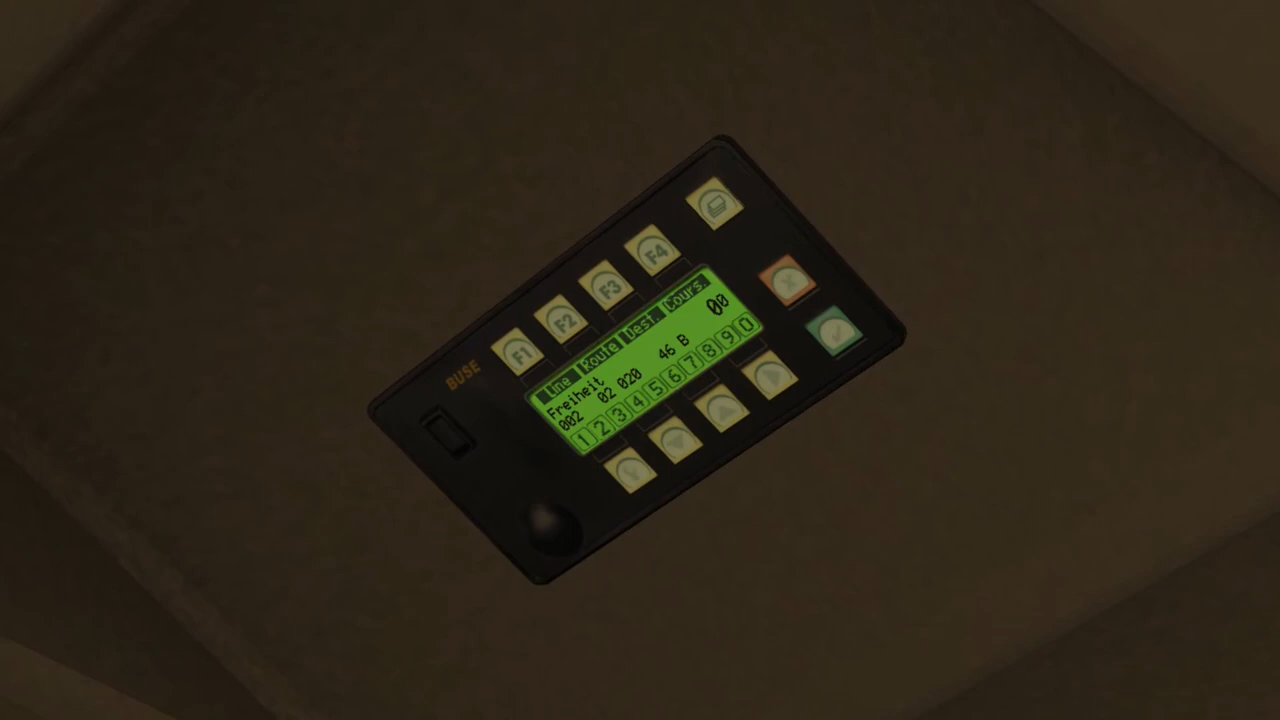 F1 F2 F3 F4
BUSE
Line Route Dest. Cours.
Freiheit 00
002 02 020 46 B
1 2 3 4 5 6 7 8 9 0